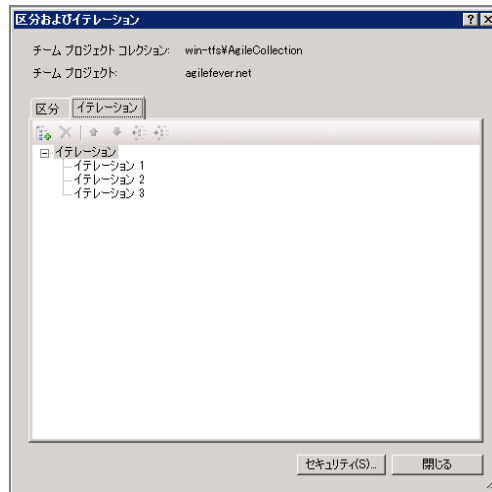 区分およびイテレーション
チーム プロジェクト コレクション: win-tfs¥AgileCollection
チーム プロジェクト: agilefever.net
区分 イテレーション
イテレーション
イテレーション 1
イテレーション 2
イテレーション 3
セキュリティ(S)... 閉じる